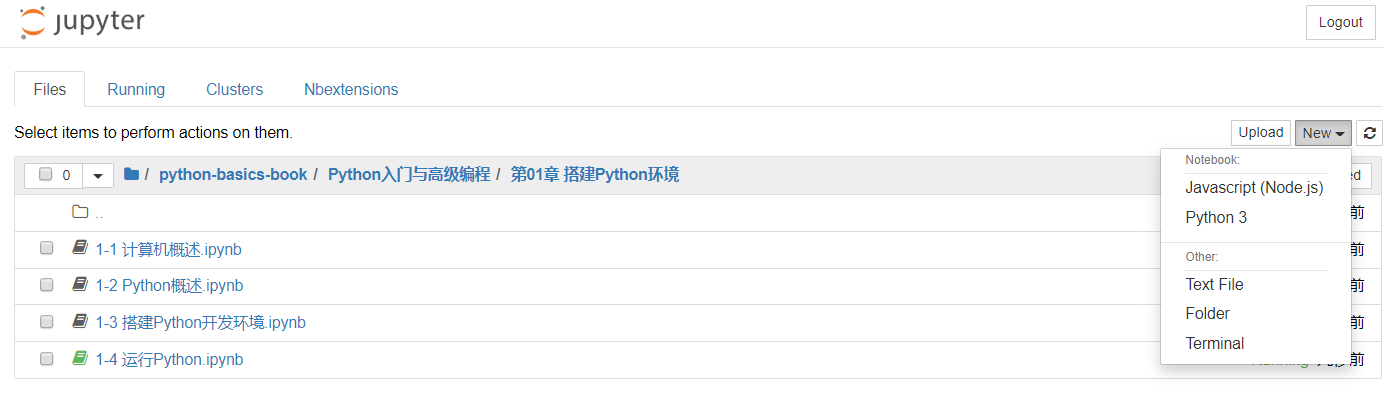 jupyter
Logout
Files Running Clusters Nbextensions
Select items to perform actions on them.
Upload New
0 / python-basics-book / Python入门与高级编程 / 第01章 搭建Python环境
Notebook:
Javascript (Node.js)
Python 3
Other:
Text File
Folder
Terminal
..
前
1-1 计算机概述.ipynb
前
1-2 Python概述.ipynb
前
1-3 搭建Python开发环境.ipynb
前
1-4 运行Python.ipynb
Running 前